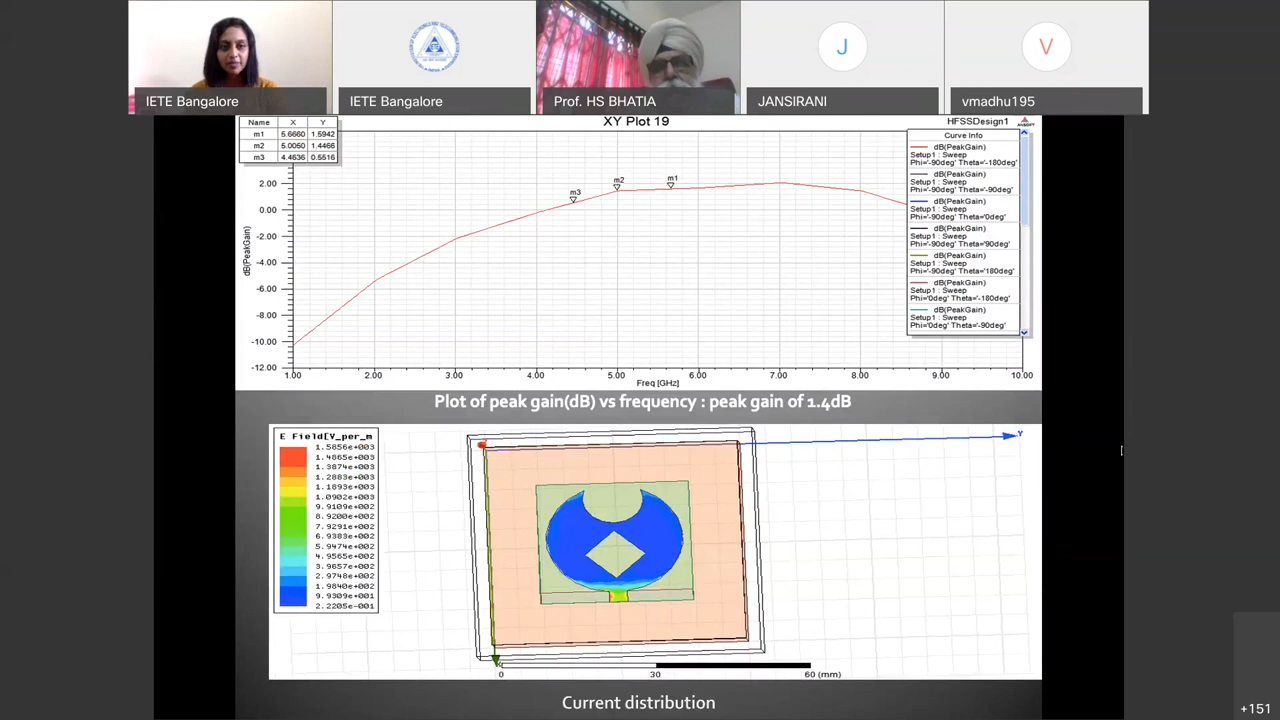 IETE Bangalore
IETE Bangalore
Prof. HS BHATIA
J
JANSIRANI
V
vmadhu195
XY Plot 19
HFSSDesign1
ANSOFT
Name X Y
m1 5.6660 1.5942
m2 5.0050 1.4466
m3 4.4636 0.5516
Curve Info
dB(PeakGain)
Setup1 : Sweep
Phi='-90deg' Theta='-180deg'
dB(PeakGain)
Setup1 : Sweep
Phi='-90deg' Theta='-90deg'
dB(PeakGain)
Setup1 : Sweep
Phi='-90deg' Theta='0deg'
dB(PeakGain)
Setup1 : Sweep
Phi='-90deg' Theta='90deg'
dB(PeakGain)
Setup1 : Sweep
Phi='-90deg' Theta='180deg'
dB(PeakGain)
Setup1 : Sweep
Phi='0deg' Theta='-180deg'
dB(PeakGain)
Setup1 : Sweep
Phi='0deg' Theta='-90deg'
m3
m2
m1
dB(PeakGain)
2.00
0.00
-2.00
-4.00
-6.00
-8.00
-10.00
-12.00
1.00 2.00 3.00 4.00 5.00 6.00 7.00 8.00 9.00 10.00
Freq [GHz]
Plot of peak gain(dB) vs frequency : peak gain of 1.4dB
E Field[V_per_m
1.5856e+003
1.4865e+003
1.3874e+003
1.2883e+003
1.1893e+003
1.0902e+003
9.9109e+002
8.9200e+002
7.9291e+002
6.9383e+002
5.9474e+002
4.9565e+002
3.9657e+002
2.9748e+002
1.9840e+002
9.9309e+001
2.2205e-001
Y
0 30 60 (mm)
Current distribution
+151